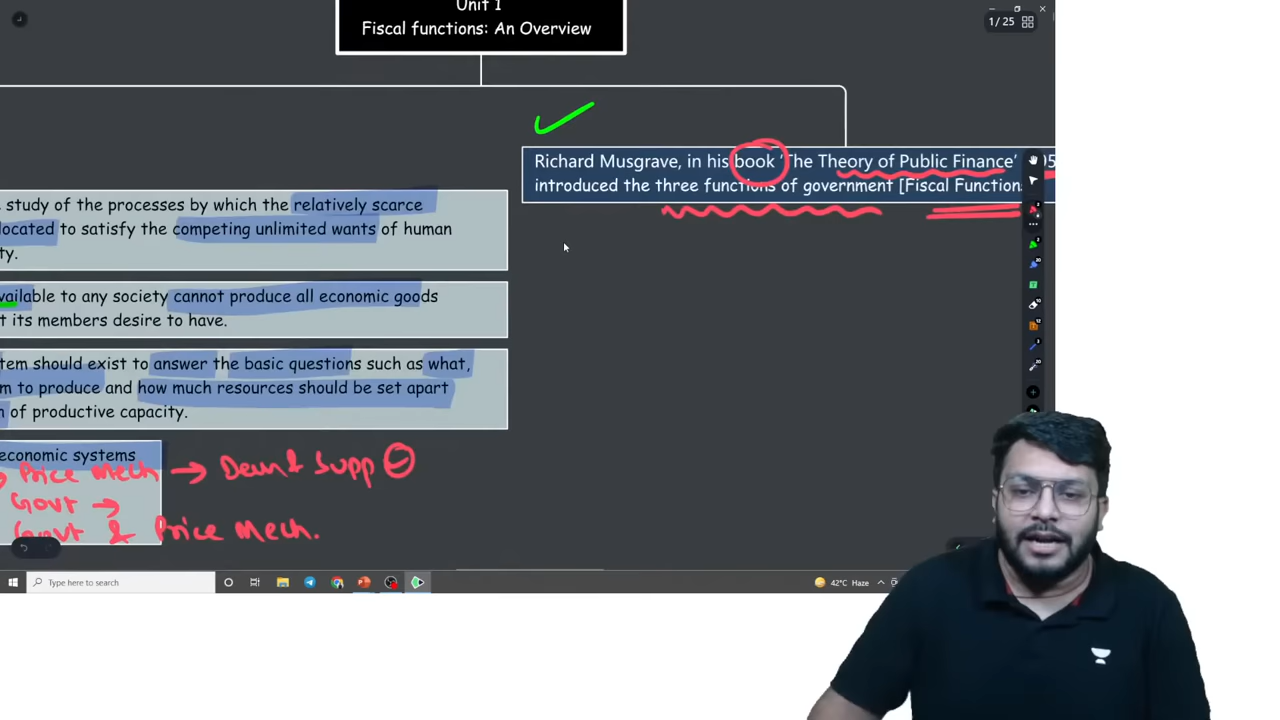 Unit 1
Fiscal functions: An Overview
1/25
Richard Musgrave, in his book 'The Theory of Public Finance'
introduced the three functions of government [Fiscal Function
study of the processes by which the relatively scarce
located to satisfy the competing unlimited wants of human
ty.
vailable to any society cannot produce all economic goods
t its members desire to have.
tem should exist to answer the basic questions such as what,
m to produce and how much resources should be set apart
n of productive capacity.
economic systems
Price Mech → Dem & Supp
Govt →
Govt & Price Mech.
Type here to search
42°C Haze